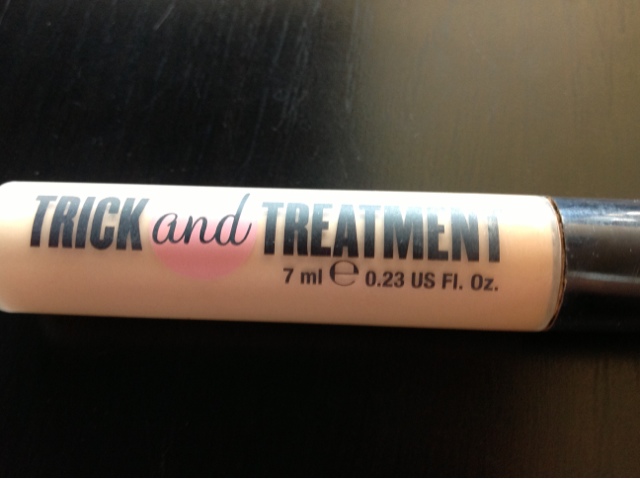 TRICK and TREATMENT
7 ml ℮ 0.23 US Fl. Oz.